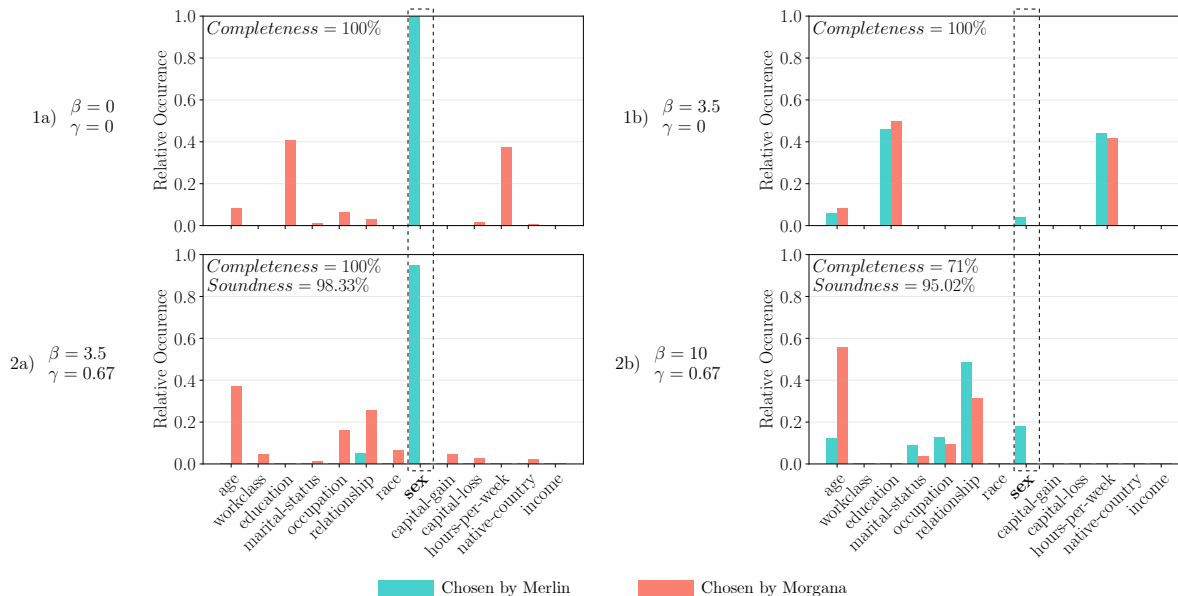 1a) β = 0
γ = 0
Relative Occurence
1.0
0.8
0.6
0.4
0.2
0.0
Completeness = 100%
1b) β = 3.5
γ = 0
Relative Occurence
1.0
0.8
0.6
0.4
0.2
0.0
Completeness = 100%
2a) β = 3.5
γ = 0.67
Relative Occurence
1.0
0.8
0.6
0.4
0.2
0.0
Completeness = 100%
Soundness = 98.33%
age
workclass
education
marital-status
occupation
relationship
race
sex
capital-gain
capital-loss
hours-per-week
native-country
income
2b) β = 10
γ = 0.67
Relative Occurence
1.0
0.8
0.6
0.4
0.2
0.0
Completeness = 71%
Soundness = 95.02%
age
workclass
education
marital-status
occupation
relationship
race
sex
capital-gain
capital-loss
hours-per-week
native-country
income
Chosen by Merlin
Chosen by Morgana